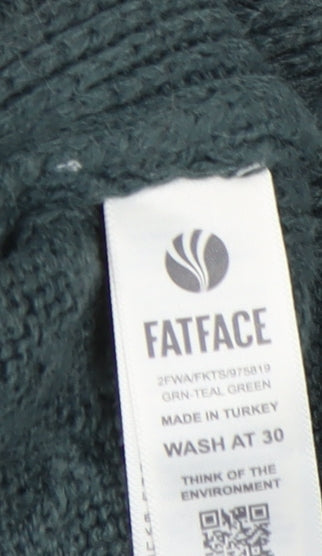 FATFACE
2FWA/FKTS/975819
GRN-TEAL GREEN
MADE IN TURKEY
WASH AT 30
THINK OF THE
ENVIRONMENT